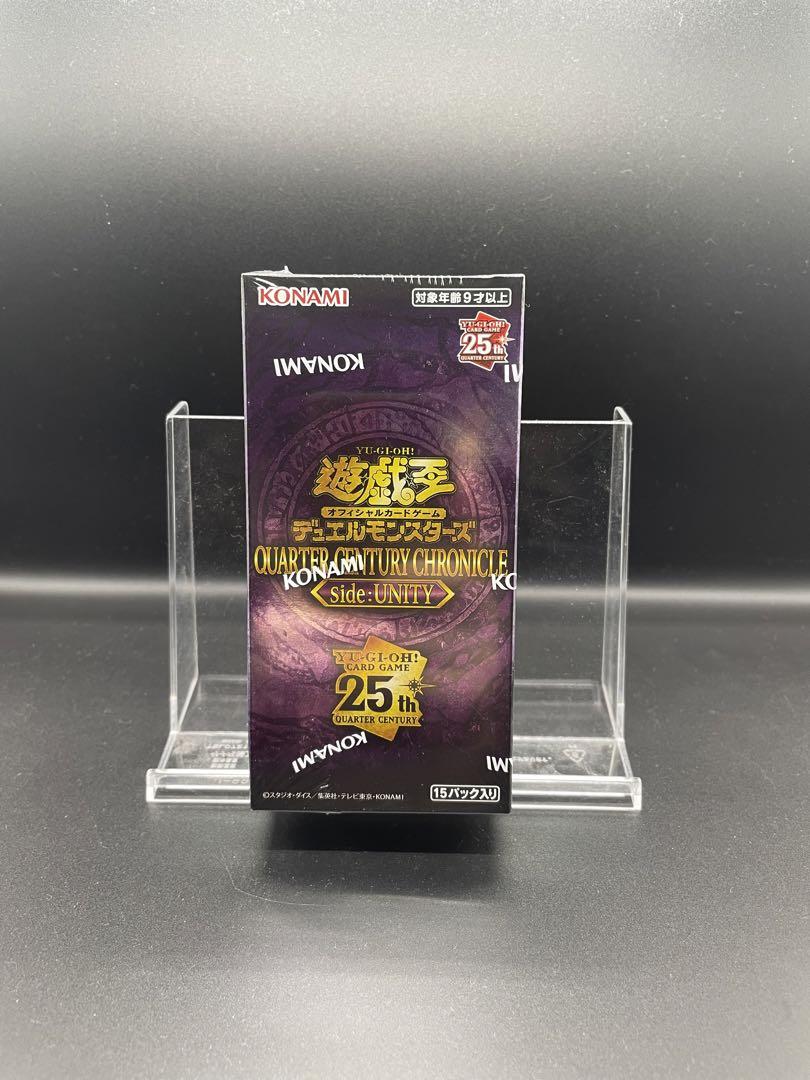 KONAMI
対象年齢9才以上
YU-GI-OH!
CARD GAME
25th
QUARTER CENTURY
KONAMI
YU-GI-OH!
遊戯王
オフィシャルカードゲーム
デュエルモンスターズ
QUARTER CENTURY CHRONICLE
KONAMI
KO
side:UNITY
YU-GI-OH!
CARD GAME
25th
QUARTER CENTURY
KONAMI
©スタジオ・ダイス/集英社・テレビ東京・KONAMI
15パック入り